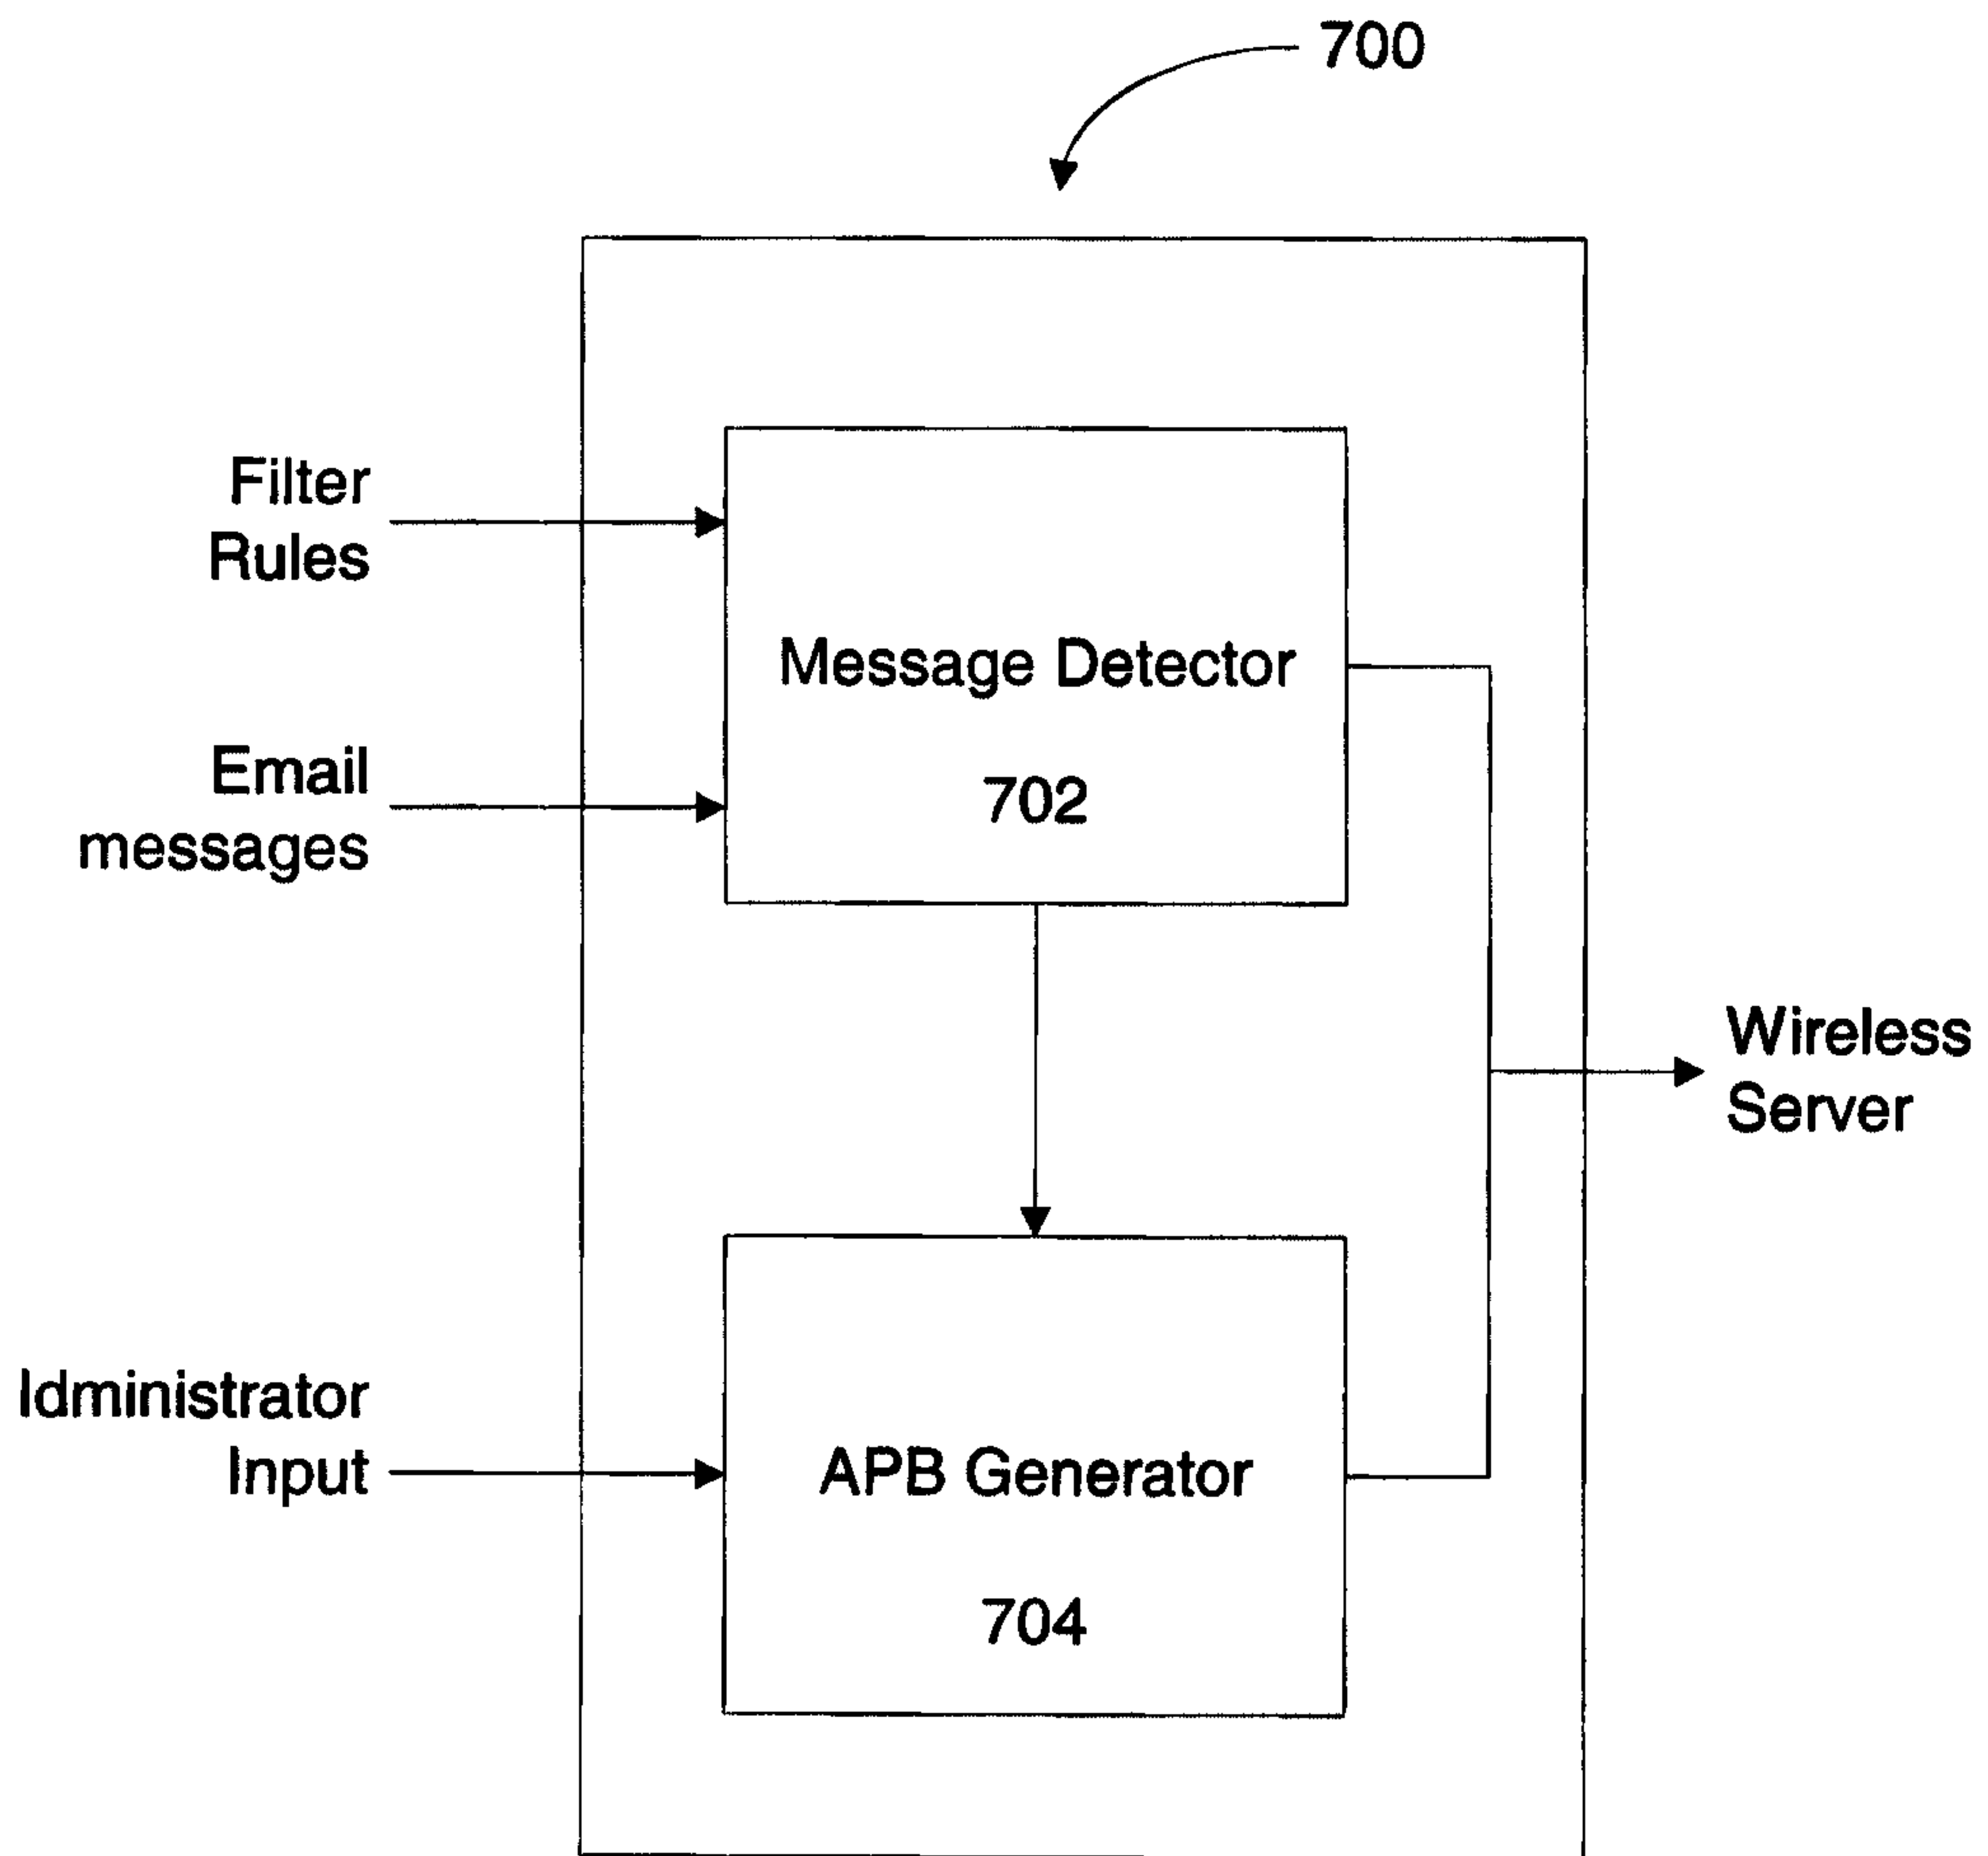 700
Filter
Rules
Message Detector
702
Email
messages
Wireless
Server
Idministrator
Input
APB Generator
704